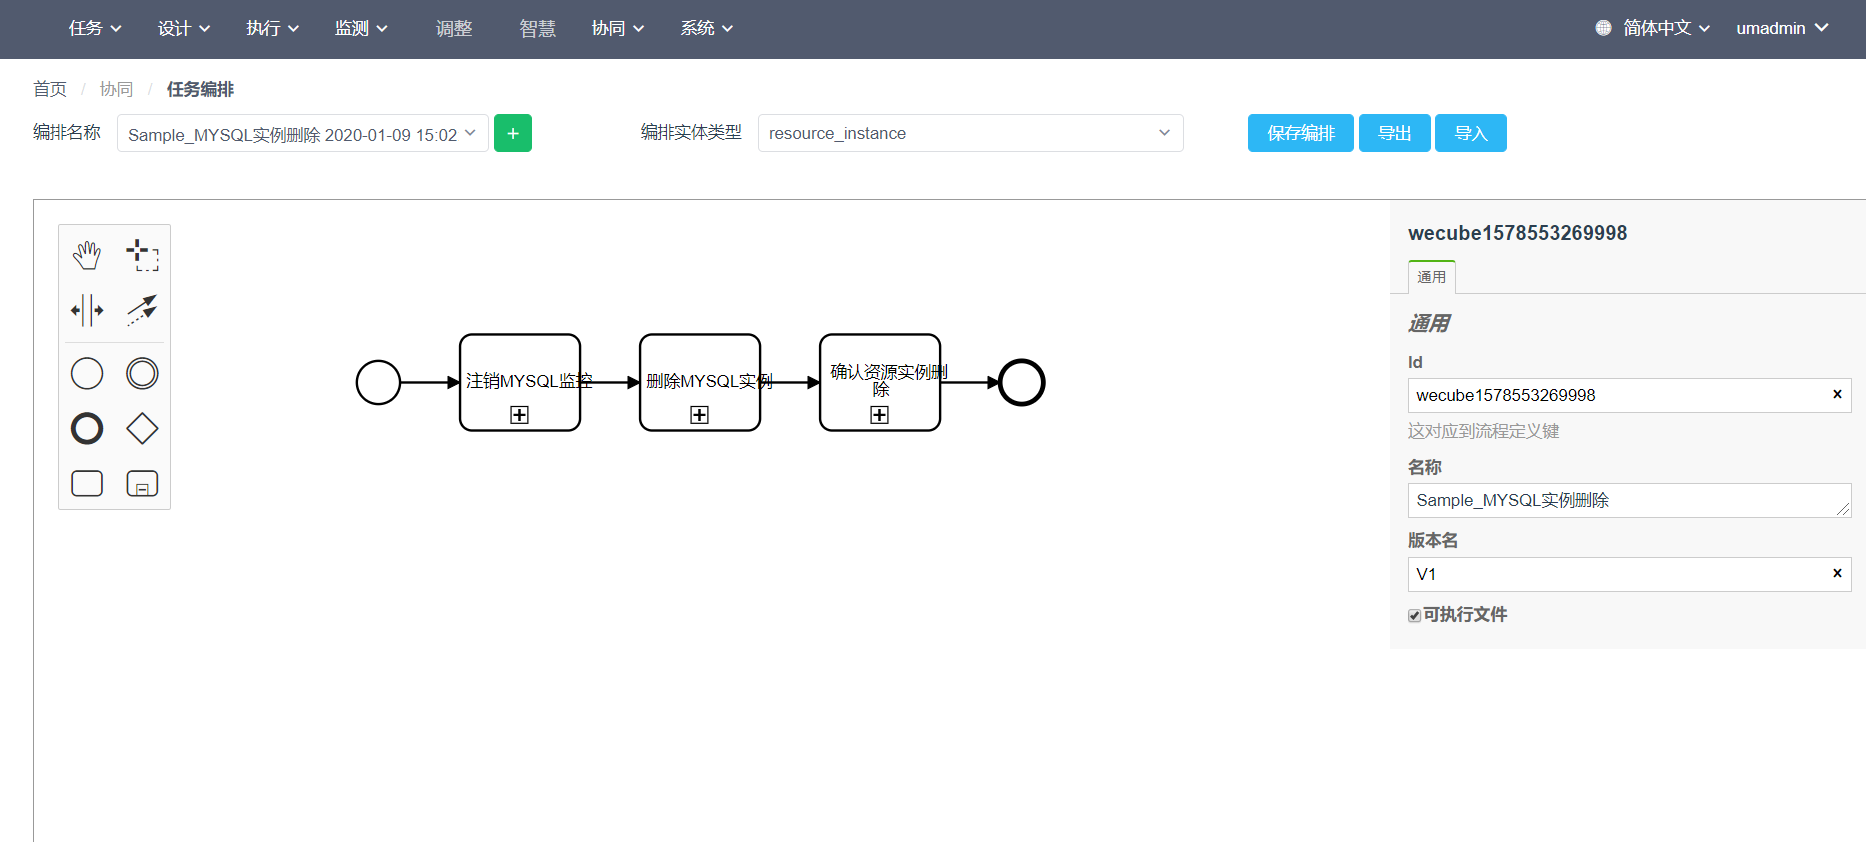 任务 设计 执行 监测 调整 智慧 协同 系统 简体中文 umadmin
首页 / 协同 / 任务编排
编排名称 Sample_MYSQL实例删除 2020-01-09 15:02 + 编排实体类型 resource_instance 保存编排 导出 导入
wecube1578553269998
通用
通用
Id
wecube1578553269998
这对应到流程定义键
名称
Sample_MYSQL实例删除
版本名
V1
可执行文件
注销MYSQL监控
删除MYSQL实例
确认资源实例删
除